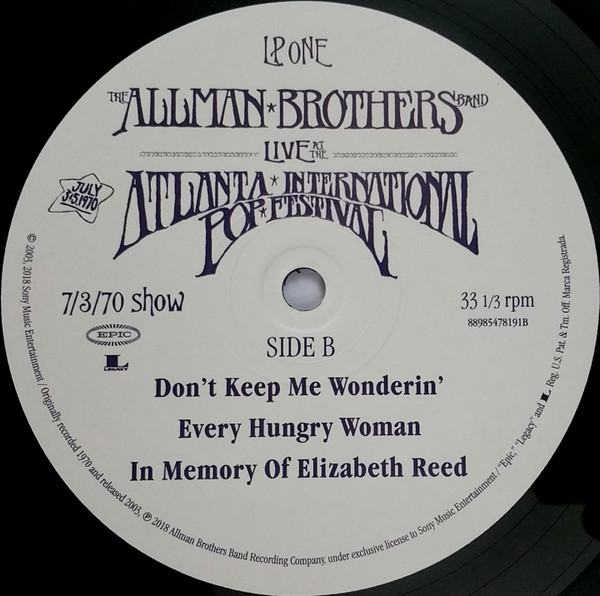 LP ONE
THE ALLMAN★BROTHERS BAND
LIVE AT THE
ATLANTA★INTERNATIONAL
POP★FESTIVAL
JULY
3&5, 1970
7/3/70 show
33 1/3 rpm
EPIC
88985478191B
LEGACY
SIDE B
Don't Keep Me Wonderin'
Every Hungry Woman
In Memory Of Elizabeth Reed
© 2003, 2018 Sony Music Entertainment / Originally recorded 1970 and released 2003, ℗ 2018 Allman Brothers Band Recording Company, under exclusive license to Sony Music Entertainment / "Epic," "Legacy" and L Reg. U.S. Pat. & Tm. Off. Marca Registrada.